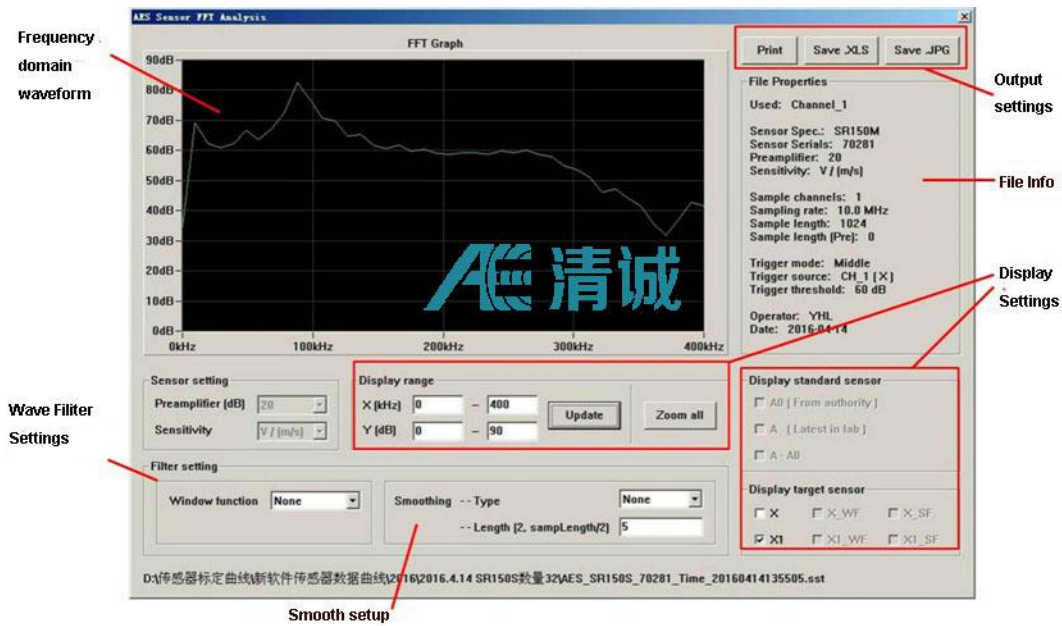 AES Sensor FFT Analysis
Frequency
domain
waveform
FFT Graph
90dB
80dB
70dB
60dB
50dB
40dB
30dB
20dB
10dB
0dB
0kHz 100kHz 200kHz 300kHz 400kHz
清诚
Print Save .XLS Save .JPG
Output
settings
File Properties
Used: Channel_1
Sensor Spec.: SR150M
Sensor Serials: 70281
Preamplifier: 20
Sensitivity: V / (m/s)
File Info
Sample channels: 1
Sampling rate: 10.0 MHz
Sample length: 1024
Sample length (Pre): 0
Trigger mode: Middle
Trigger source: CH_1 ( X )
Trigger threshold: 60 dB
Operator: YHL
Date: 2016-04-14
Display
Settings
Sensor setting
Preamplifier (dB) 20
Sensitivity V / (m/s)
Display range
X (kHz) 0 - 400
Y (dB) 0 - 90
Update
Zoom all
Display standard sensor
A0 ( From authority )
A ( Latest in lab )
A - A0
Wave Filiter
Settings
Filter setting
Window function None
Smoothing -- Type None
-- Length (2, sampLength/2) 5
Display target sensor
X X_WF X_SF
X1 X1_WF X1_SF
D:\传感器标定曲线\新软件传感器数据曲线\2016\2016.4.14 SR150S数量32\AES_SR150S_70281_Time_20160414135505.sst
Smooth setup